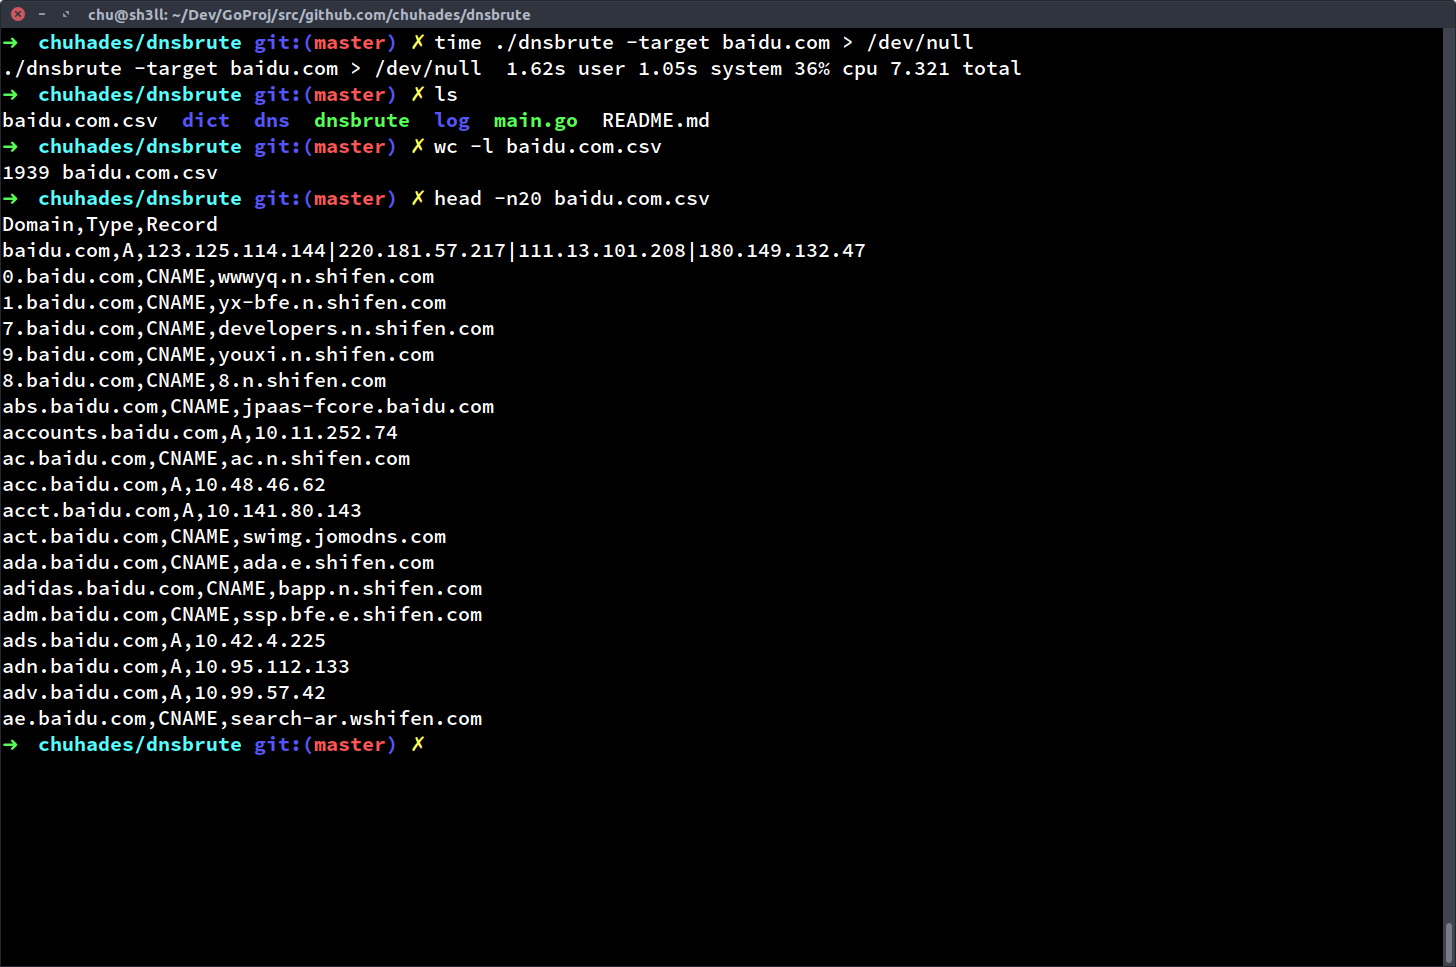 chu@sh3ll: ~/Dev/GoProj/src/github.com/chuhades/dnsbrute
→ chuhades/dnsbrute git:(master) ✗ time ./dnsbrute -target baidu.com > /dev/null
./dnsbrute -target baidu.com > /dev/null  1.62s user 1.05s system 36% cpu 7.321 total
→ chuhades/dnsbrute git:(master) ✗ ls
baidu.com.csv  dict  dns  dnsbrute  log  main.go  README.md
→ chuhades/dnsbrute git:(master) ✗ wc -l baidu.com.csv
1939 baidu.com.csv
→ chuhades/dnsbrute git:(master) ✗ head -n20 baidu.com.csv
Domain,Type,Record
baidu.com,A,123.125.114.144|220.181.57.217|111.13.101.208|180.149.132.47
0.baidu.com,CNAME,wwwyq.n.shifen.com
1.baidu.com,CNAME,yx-bfe.n.shifen.com
7.baidu.com,CNAME,developers.n.shifen.com
9.baidu.com,CNAME,youxi.n.shifen.com
8.baidu.com,CNAME,8.n.shifen.com
abs.baidu.com,CNAME,jpaas-fcore.baidu.com
accounts.baidu.com,A,10.11.252.74
ac.baidu.com,CNAME,ac.n.shifen.com
acc.baidu.com,A,10.48.46.62
acct.baidu.com,A,10.141.80.143
act.baidu.com,CNAME,swimg.jomodns.com
ada.baidu.com,CNAME,ada.e.shifen.com
adidas.baidu.com,CNAME,bapp.n.shifen.com
adm.baidu.com,CNAME,ssp.bfe.e.shifen.com
ads.baidu.com,A,10.42.4.225
adn.baidu.com,A,10.95.112.133
adv.baidu.com,A,10.99.57.42
ae.baidu.com,CNAME,search-ar.wshifen.com
→ chuhades/dnsbrute git:(master) ✗